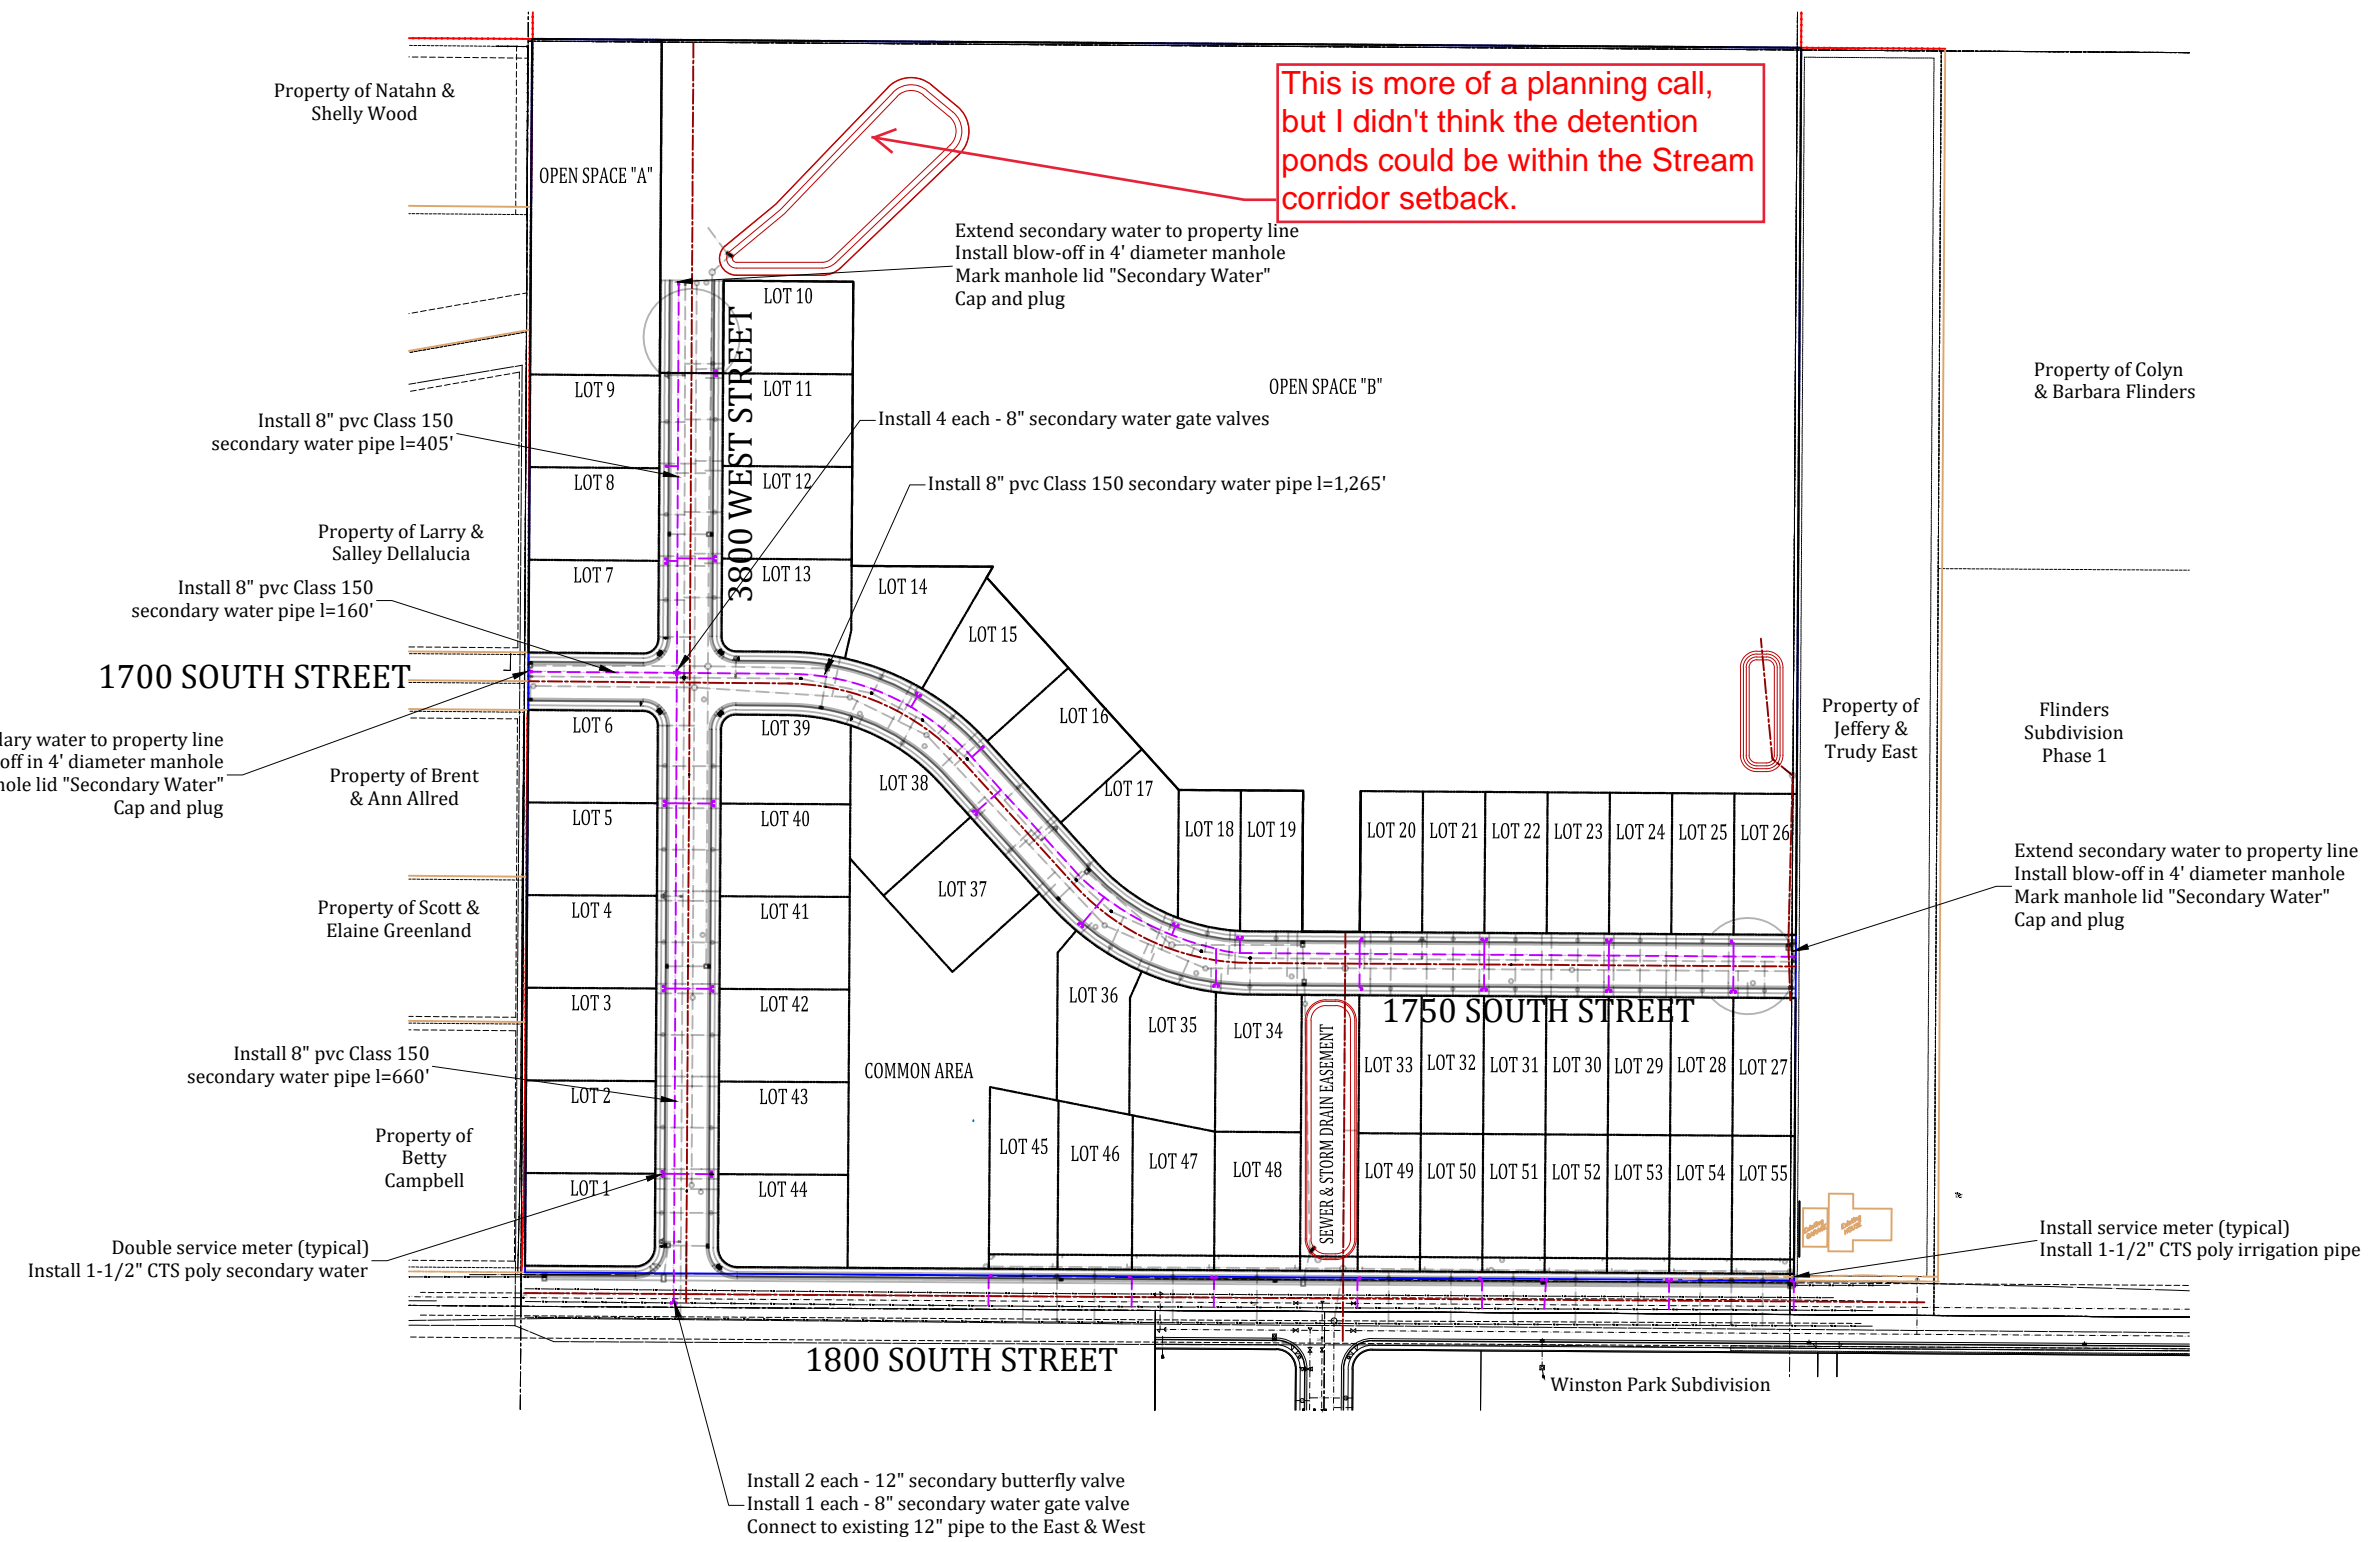 This is more of a planning call,
but I didn't think the detention
ponds could be within the Stream
corridor setback.
Property of Natahn &
Shelly Wood
OPEN SPACE "A"
Extend secondary water to property line
Install blow-off in 4' diameter manhole
Mark manhole lid "Secondary Water"
Cap and plug
LOT 10
3800 WEST STREET
LOT 9
LOT 11
OPEN SPACE "B"
Property of Colyn
& Barbara Flinders
Install 8" pvc Class 150
secondary water pipe l=405'
Install 4 each - 8" secondary water gate valves
LOT 8
LOT 12
Install 8" pvc Class 150 secondary water pipe l=1,265'
Property of Larry &
Salley Dellalucia
LOT 7
LOT 13
LOT 14
Install 8" pvc Class 150
secondary water pipe l=160'
LOT 15
1700 SOUTH STREET
LOT 16
Property of
Jeffery &
Trudy East
Flinders
Subdivision
Phase 1
LOT 6
LOT 39
dary water to property line
off in 4' diameter manhole
hole lid "Secondary Water"
Cap and plug
Property of Brent
& Ann Allred
LOT 38
LOT 17
LOT 5
LOT 40
LOT 18
LOT 19
LOT 20
LOT 21
LOT 22
LOT 23
LOT 24
LOT 25
LOT 26
Extend secondary water to property line
Install blow-off in 4' diameter manhole
Mark manhole lid "Secondary Water"
Cap and plug
LOT 37
Property of Scott &
Elaine Greenland
LOT 4
LOT 41
LOT 3
LOT 42
LOT 36
LOT 35
LOT 34
1750 SOUTH STREET
Install 8" pvc Class 150
secondary water pipe l=660'
COMMON AREA
SEWER & STORM DRAIN EASEMENT
LOT 33
LOT 32
LOT 31
LOT 30
LOT 29
LOT 28
LOT 27
LOT 2
LOT 43
Property of
Betty
Campbell
LOT 45
LOT 46
LOT 47
LOT 48
LOT 49
LOT 50
LOT 51
LOT 52
LOT 53
LOT 54
LOT 55
LOT 1
LOT 44
Double service meter (typical)
Install 1-1/2" CTS poly secondary water
Install service meter (typical)
Install 1-1/2" CTS poly irrigation pipe
1800 SOUTH STREET
Winston Park Subdivision
Install 2 each - 12" secondary butterfly valve
Install 1 each - 8" secondary water gate valve
Connect to existing 12" pipe to the East & West